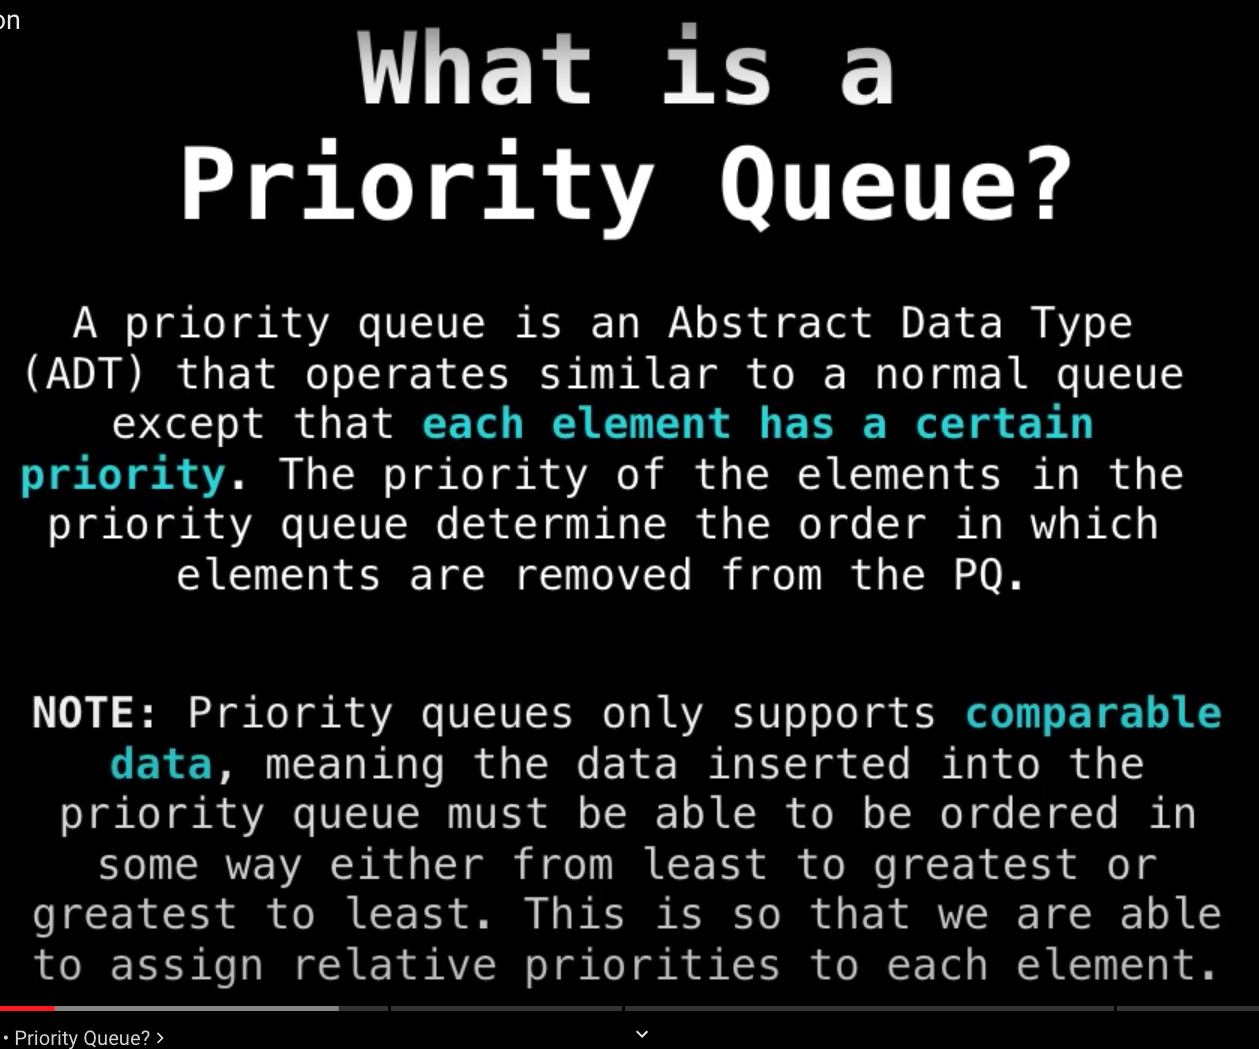 on
What is a
Priority Queue?
A priority queue is an Abstract Data Type
(ADT) that operates similar to a normal queue
except that each element has a certain
priority. The priority of the elements in the
priority queue determine the order in which
elements are removed from the PQ.
NOTE: Priority queues only supports comparable
data, meaning the data inserted into the
priority queue must be able to be ordered in
some way either from least to greatest or
greatest to least. This is so that we are able
to assign relative priorities to each element.
• Priority Queue? >